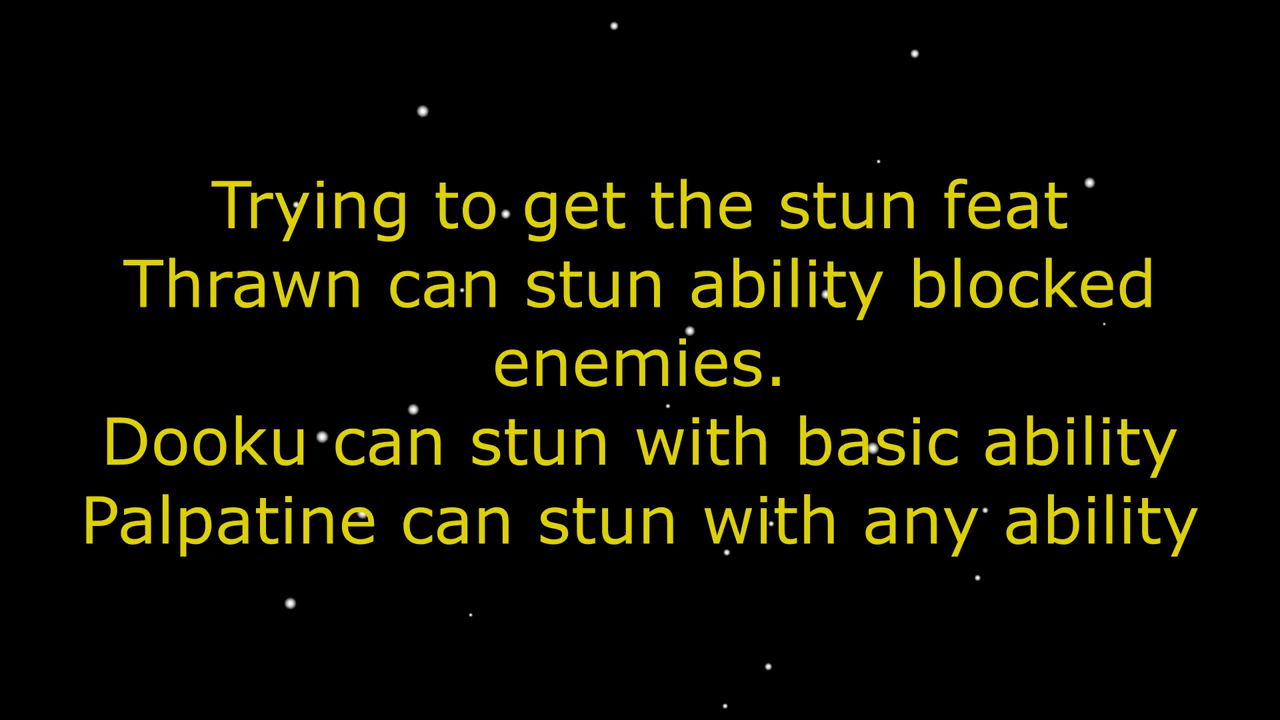 Trying to get the stun feat
Thrawn can stun ability blocked
enemies.
Dooku can stun with basic ability
Palpatine can stun with any ability